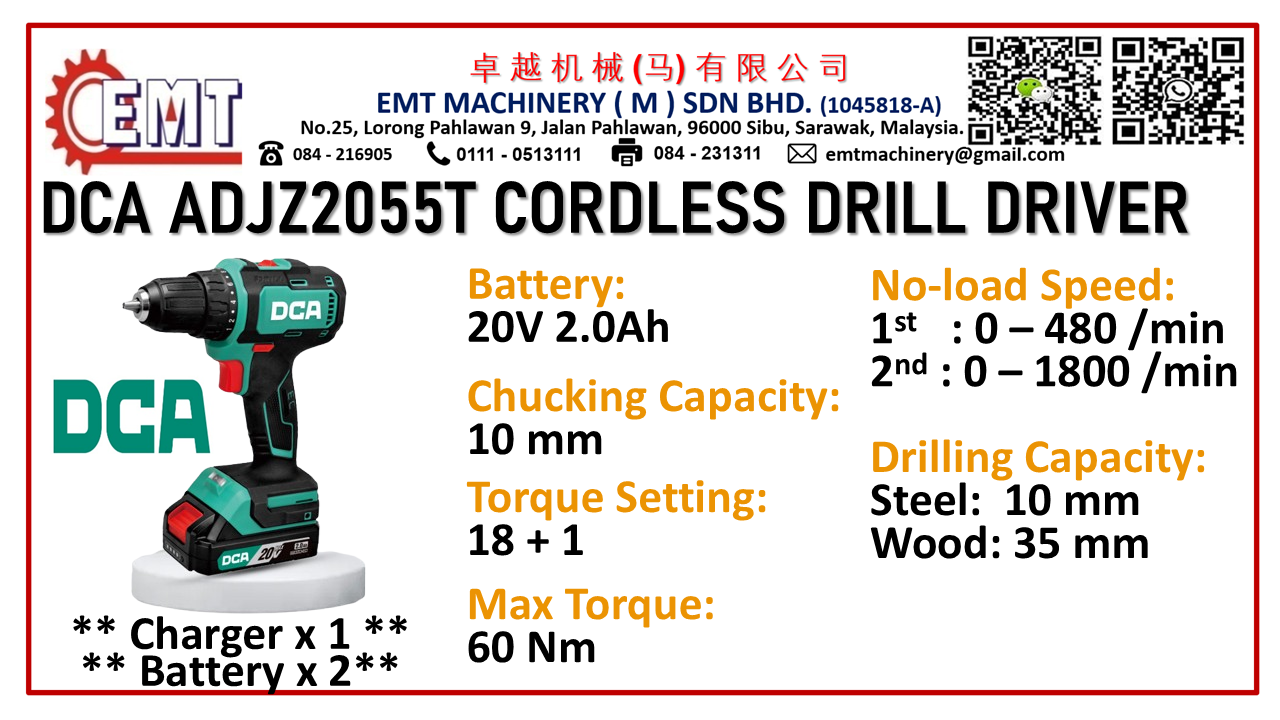 EMT
卓越机械(马)有限公司
EMT MACHINERY ( M ) SDN BHD. (1045818-A)
No.25, Lorong Pahlawan 9, Jalan Pahlawan, 96000 Sibu, Sarawak, Malaysia.
084 - 216905 0111 - 0513111 084 - 231311 emtmachinery@gmail.com
DCA ADJZ2055T CORDLESS DRILL DRIVER
DCA
DCA
DCA 20V
** Charger x 1 **
** Battery x 2**
Battery:
20V 2.0Ah
Chucking Capacity:
10 mm
Torque Setting:
18 + 1
Max Torque:
60 Nm
No-load Speed:
1st : 0 – 480 /min
2nd : 0 – 1800 /min
Drilling Capacity:
Steel: 10 mm
Wood: 35 mm